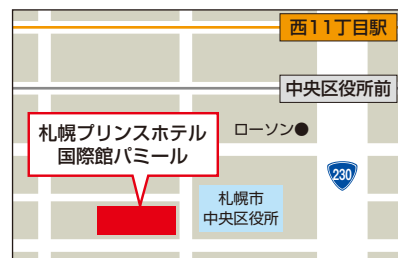 西11丁目駅
中央区役所前
札幌プリンスホテル
国際館パミール
ローソン●
230
札幌市
中央区役所